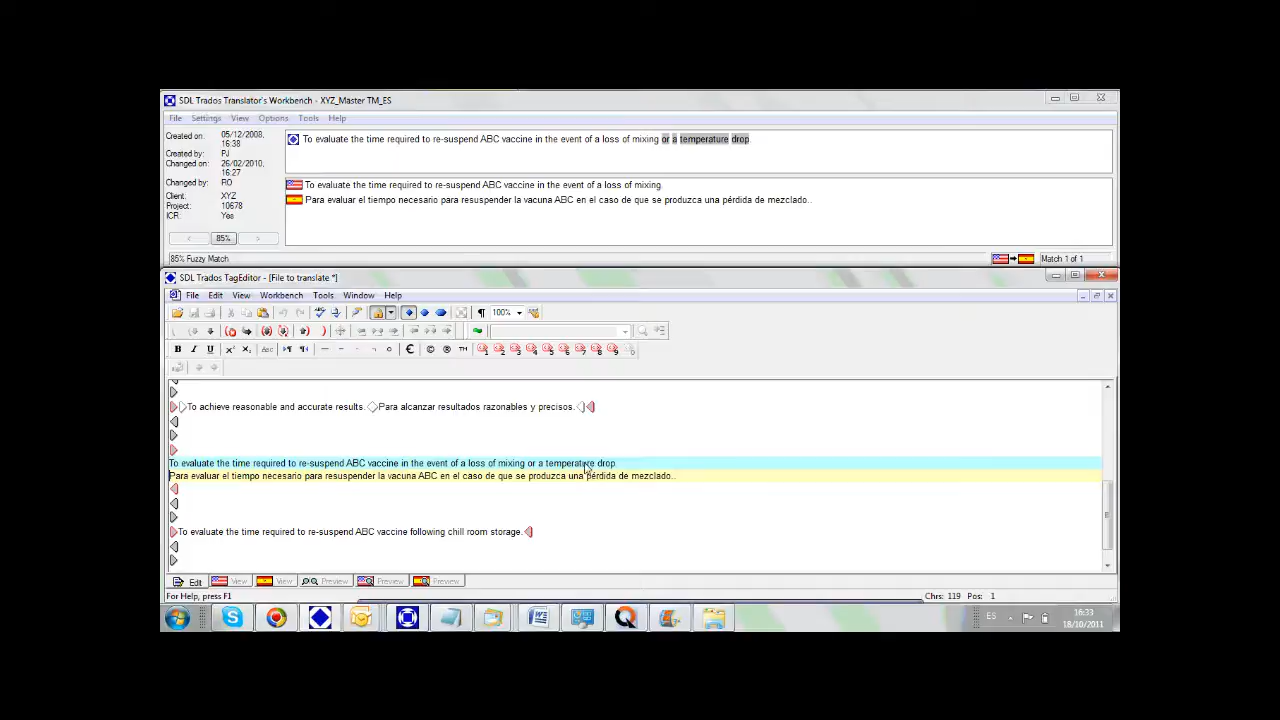 SDL Trados Translator's Workbench - XYZ_Master TM_ES
File Settings View Options Tools Help
Created on: 05/12/2008, 16:38
Created by: PJ
Changed on: 26/02/2010, 16:27
Changed by: RO
Client: XYZ
Project: 10678
ICR: Yes
< 85% >
To evaluate the time required to re-suspend ABC vaccine in the event of a loss of mixing or a temperature drop
To evaluate the time required to re-suspend ABC vaccine in the event of a loss of mixing.
Para evaluar el tiempo necesario para resuspender la vacuna ABC en el caso de que se produzca una pérdida de mezclado..
85% Fuzzy Match
Match 1 of 1
SDL Trados TagEditor - [File to translate *]
File Edit View Workbench Tools Window Help
100%
B I U x² x₂ Abc € © ® TM
To achieve reasonable and accurate results. Para alcanzar resultados razonables y precisos.
To evaluate the time required to re-suspend ABC vaccine in the event of a loss of mixing or a temperature drop
Para evaluar el tiempo necesario para resuspender la vacuna ABC en el caso de que se produzca una pérdida de mezclado..
To evaluate the time required to re-suspend ABC vaccine following chill room storage.
Edit View View Preview Preview Preview
For Help, press F1
Chrs: 119 Pos: 1
ES
16:33
18/10/2011